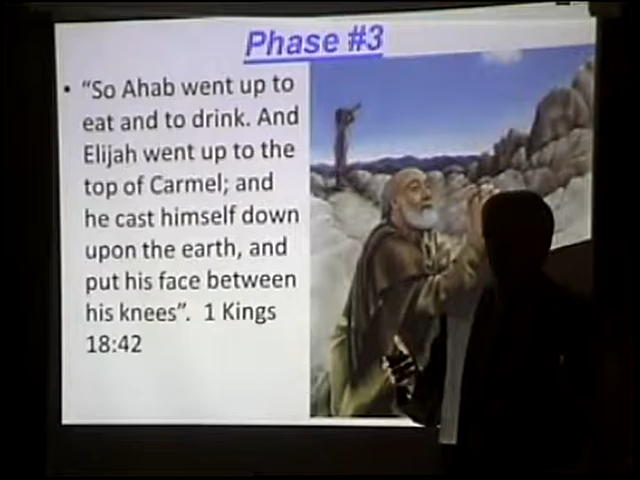 Phase #3
• “So Ahab went up to
eat and to drink. And
Elijah went up to the
top of Carmel; and
he cast himself down
upon the earth, and
put his face between
his knees”.  1 Kings
18:42